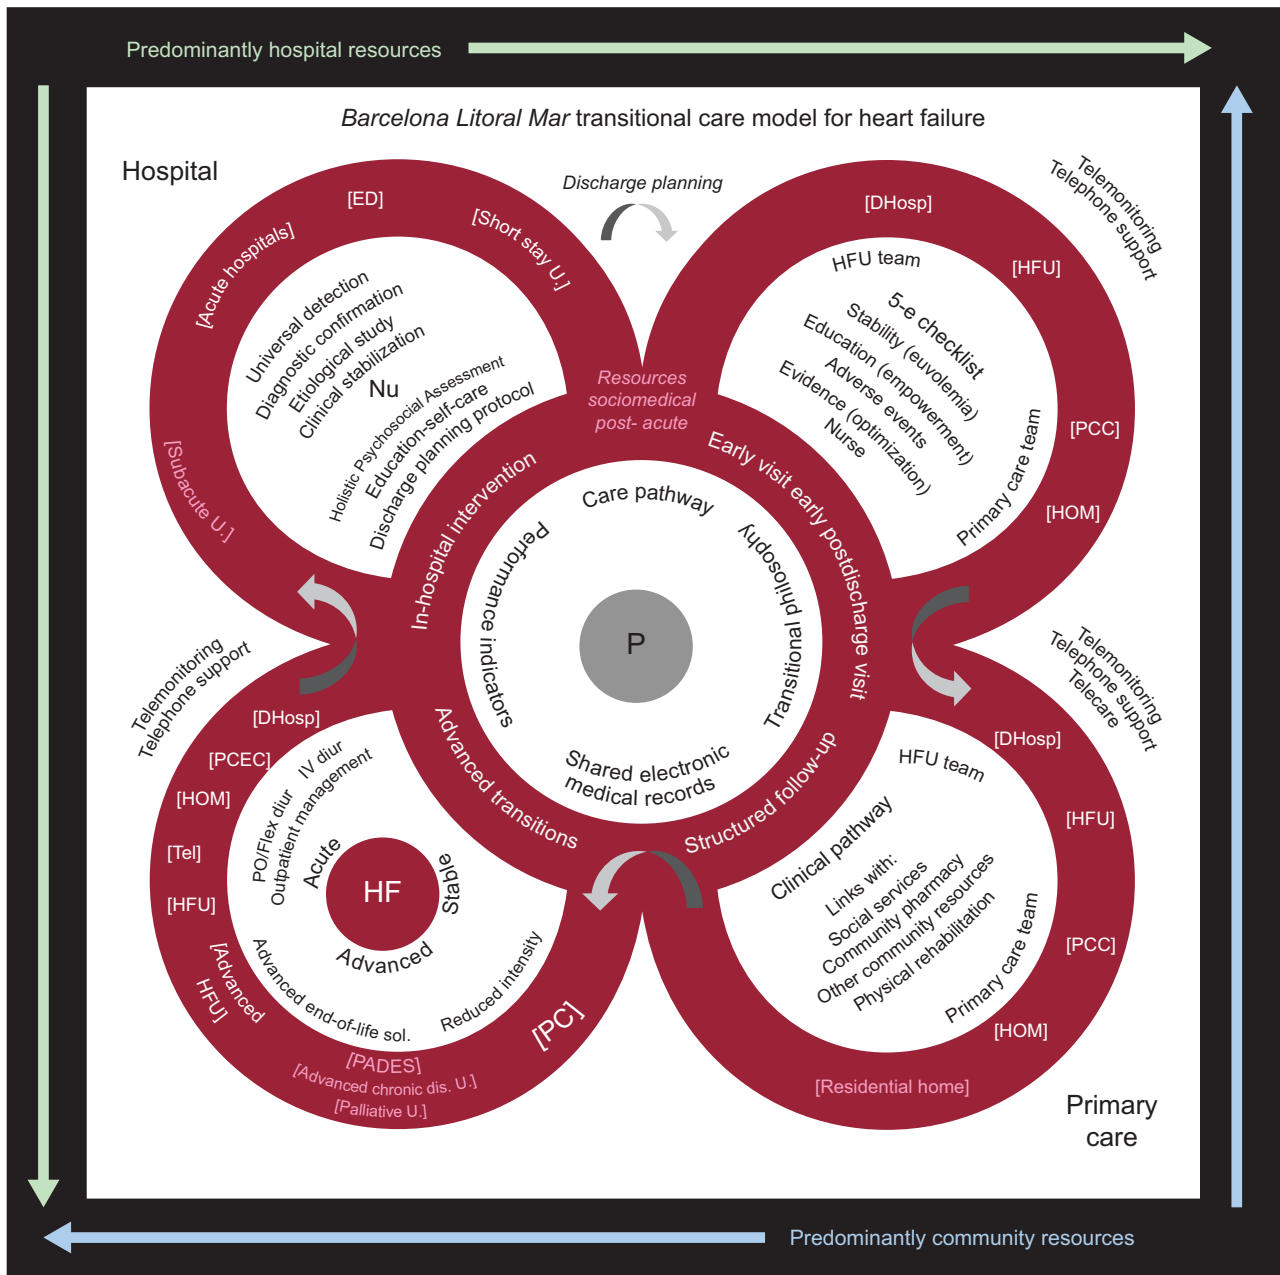 Predominantly hospital resources
Barcelona Litoral Mar transitional care model for heart failure
Hospital
Discharge planning
Telemonitoring
Telephone support
[Subacute U.]
[Acute hospitals]
[ED]
[Short stay U.]
Universal detection
Diagnostic confirmation
Etiological study
Clinical stabilization
Nu
Holistic Psychosocial Assessment
Education-self-care
Discharge planning protocol
[DHosp]
[HFU]
[PCC]
[HOM]
HFU team
5-e checklist
Stability (euvolemia)
Education (empowerment)
Adverse events
Evidence (optimization)
Nurse
Primary care team
Resources
sociomedical
post- acute
In-hospital intervention
Early visit early postdischarge visit
Structured follow-up
Advanced transitions
Care pathway
Transitional philosophy
Shared electronic
medical records
Performance indicators
P
Telemonitoring
Telephone support
[DHosp]
[PCEC]
[HOM]
[Tel]
[HFU]
[Advanced
HFU]
[PADES]
[Advanced chronic dis. U.]
[Palliative U.]
[PC]
IV diur
PO/Flex diur
Outpatient management
Acute
Stable
Advanced
HF
Advanced end-of-life sol.
Reduced intensity
Telemonitoring
Telephone support
Telecare
[DHosp]
[HFU]
[PCC]
[HOM]
[Residential home]
HFU team
Clinical pathway
Links with:
Social services
Community pharmacy
Other community resources
Physical rehabilitation
Primary care team
Primary
care
Predominantly community resources